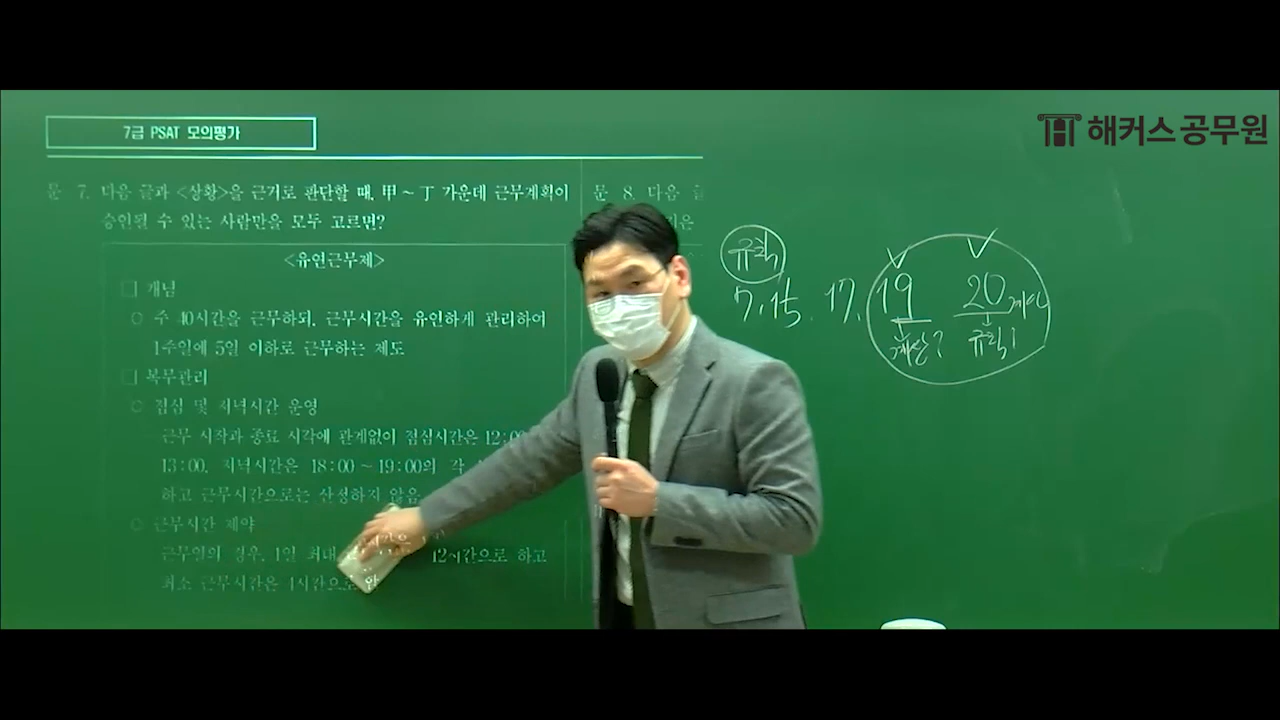 해커스 공무원
7급 PSAT 모의평가
문 7. 다음 글과 <상황>을 근거로 판단할 때, 甲~丁 가운데 근무계획이
승인될 수 있는 사람만을 모두 고르면?
<유연근무제>
□ 개념
○ 주 40시간을 근무하되, 근무시간을 유연하게 관리하여
1주일에 5일 이하로 근무하는 제도
□ 복무관리
○ 점심 및 저녁시간 운영
근무 시작과 종료 시각에 관계없이 점심시간은 12:00
13:00, 저녁시간은 18:00~19:00의 각
하고 근무시간으로는 산정하지 않음
○ 근무시간 제약
근무일의 경우, 1일 최대 12시간으로 하고
최소 근무시간은 4시간으로
문 8. 다음 글
규칙
7, 15, 17, 19 20 계산
계산? 규칙!